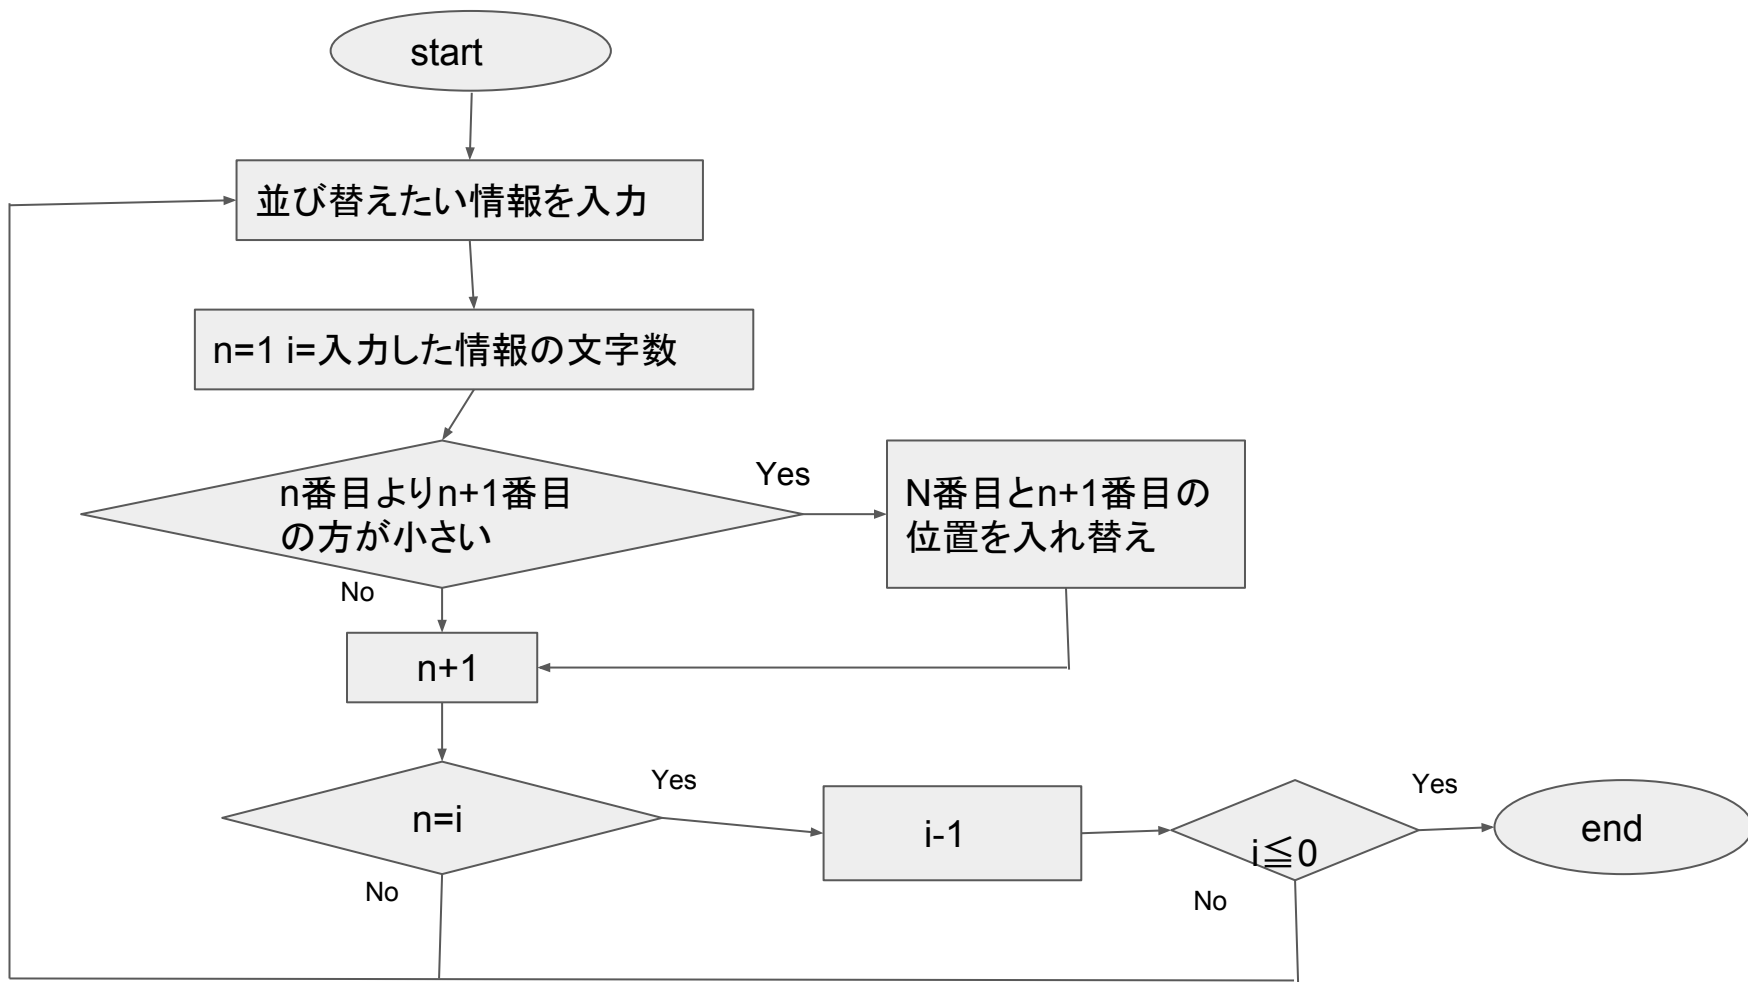 start
並び替えたい情報を入力
n=1 i=入力した情報の文字数
n番目よりn+1番目
の方が小さい
Yes
N番目とn+1番目の
位置を入れ替え
No
n+1
n=i
Yes
i-1
i≦0
Yes
end
No
No